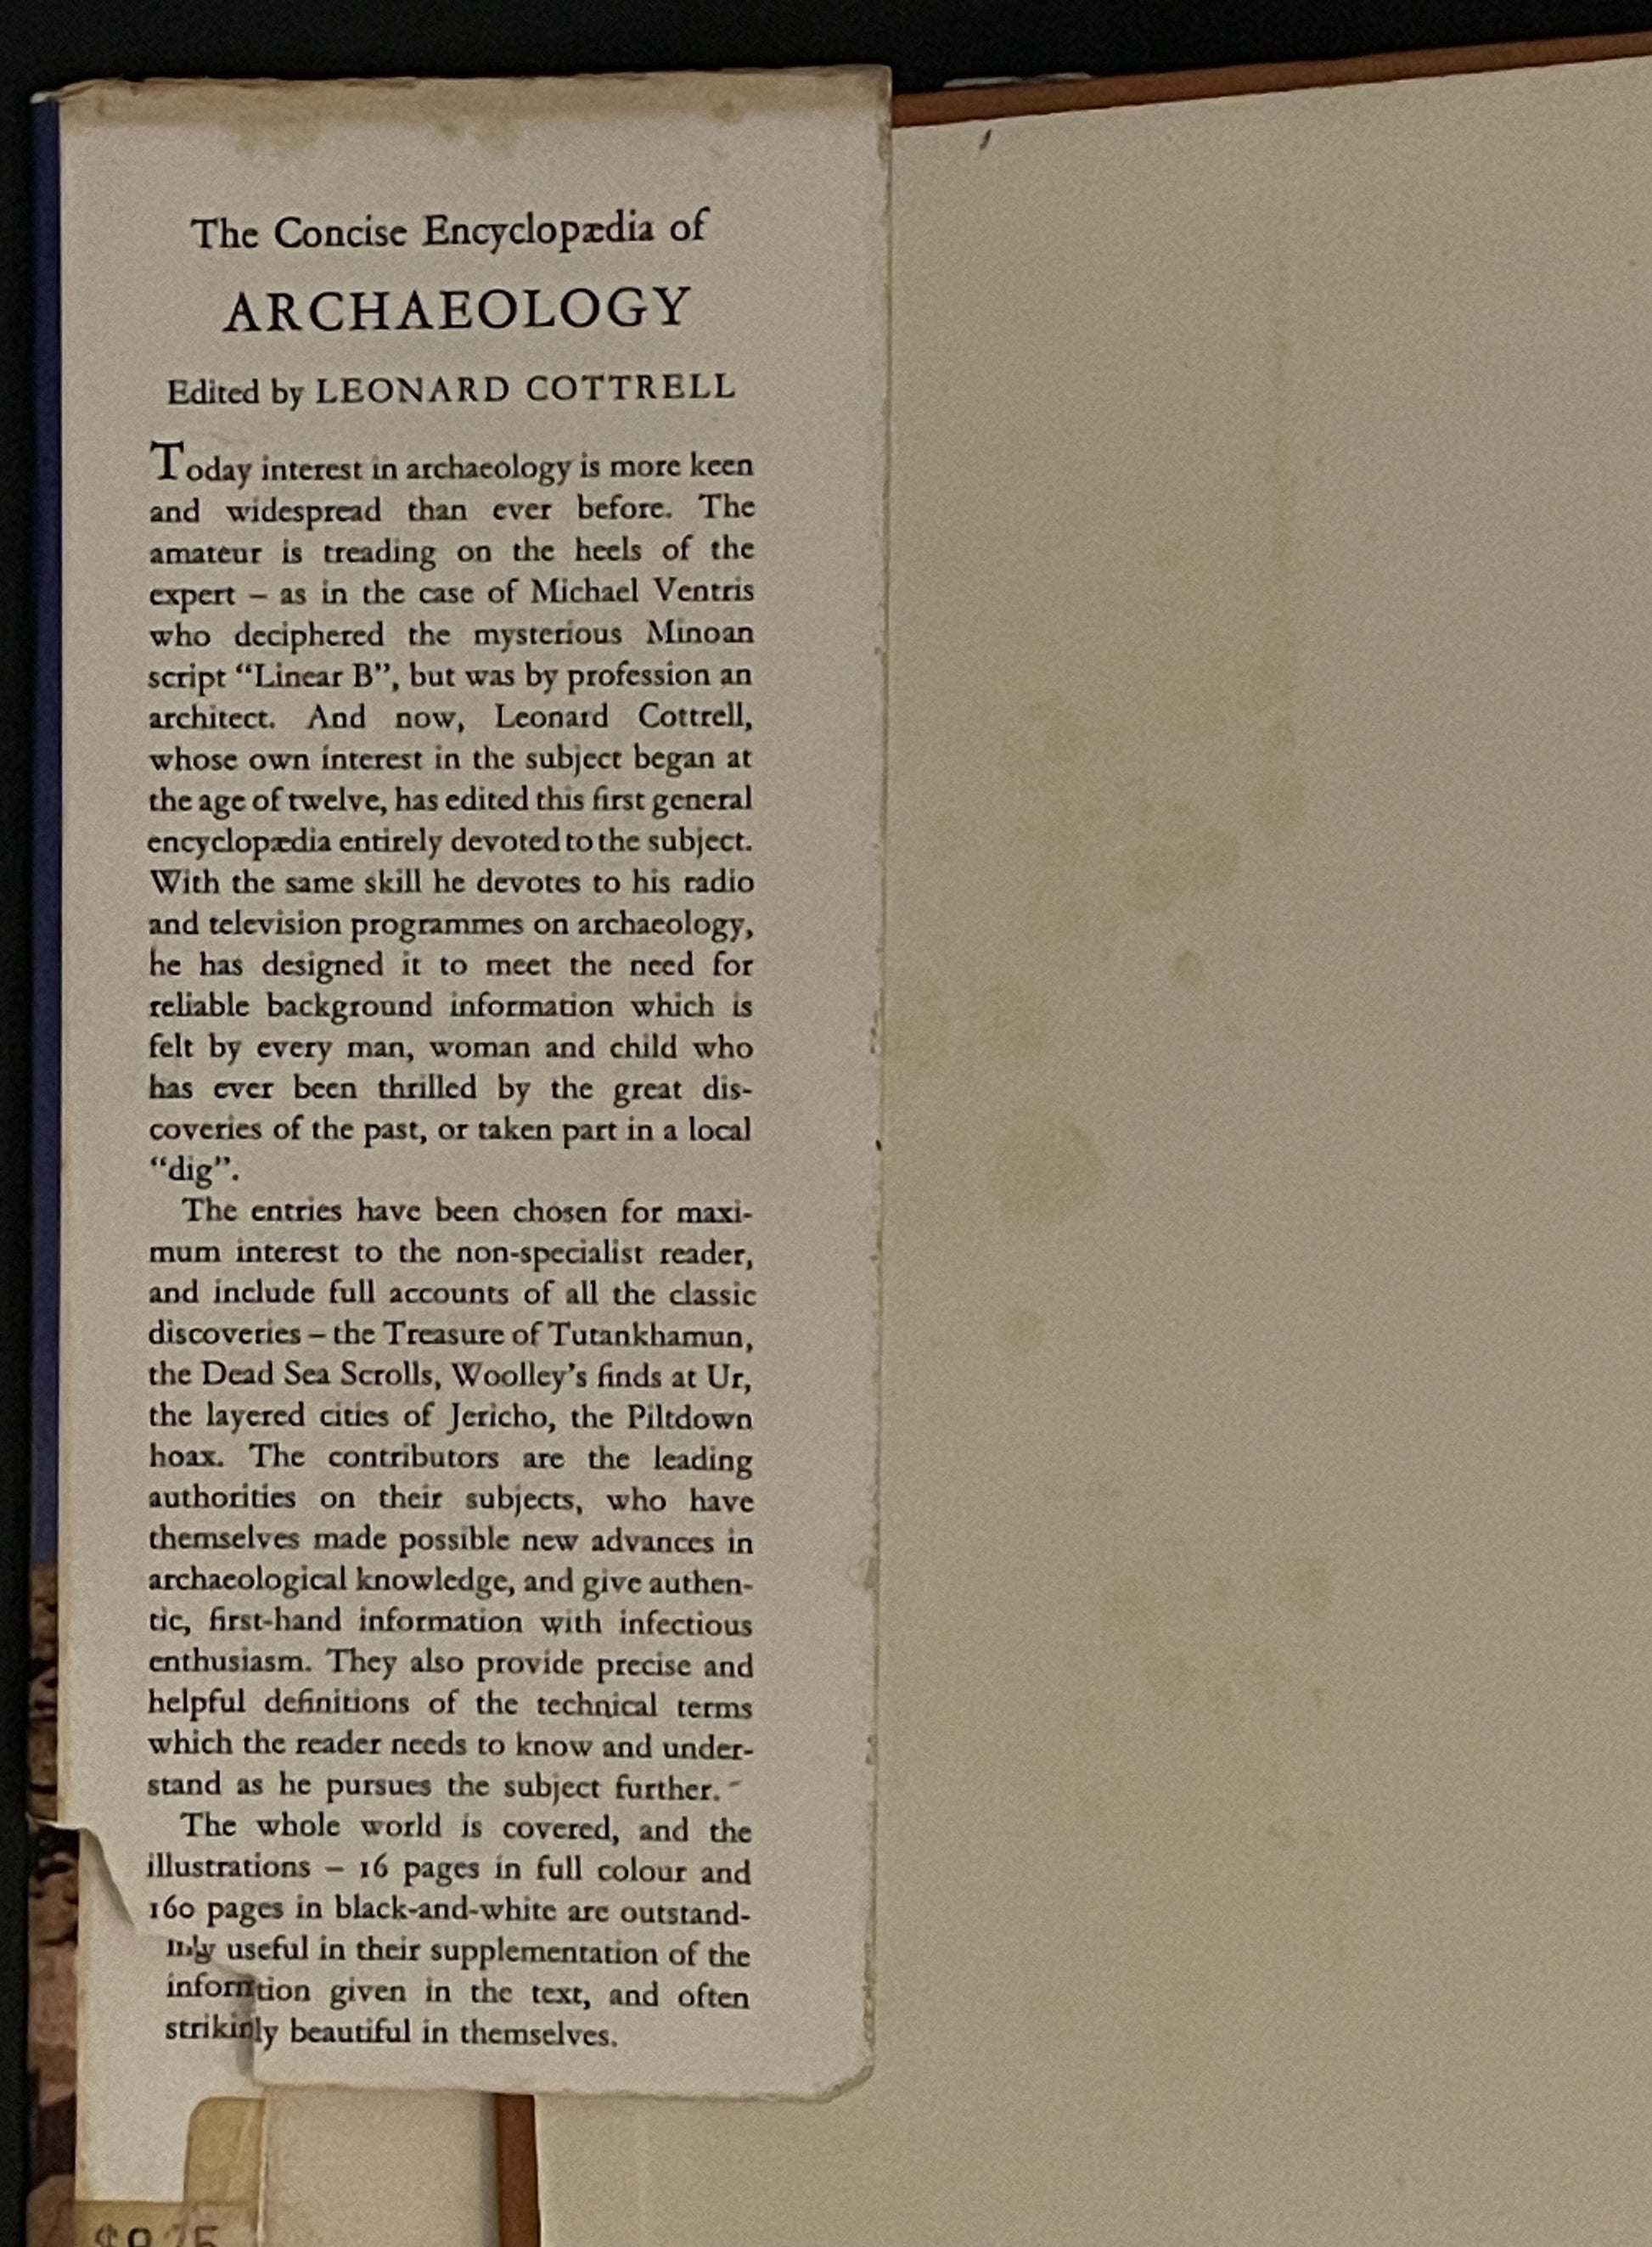 The Concise Encyclopædia of
ARCHAEOLOGY
Edited by LEONARD COTTRELL
Today interest in archaeology is more keen
and widespread than ever before. The
amateur is treading on the heels of the
expert – as in the case of Michael Ventris
who deciphered the mysterious Minoan
script “Linear B”, but was by profession an
architect. And now, Leonard Cottrell,
whose own interest in the subject began at
the age of twelve, has edited this first general
encyclopædia entirely devoted to the subject.
With the same skill he devotes to his radio
and television programmes on archaeology,
he has designed it to meet the need for
reliable background information which is
felt by every man, woman and child who
has ever been thrilled by the great dis-
coveries of the past, or taken part in a local
“dig”.
The entries have been chosen for maxi-
mum interest to the non-specialist reader,
and include full accounts of all the classic
discoveries – the Treasure of Tutankhamun,
the Dead Sea Scrolls, Woolley’s finds at Ur,
the layered cities of Jericho, the Piltdown
hoax. The contributors are the leading
authorities on their subjects, who have
themselves made possible new advances in
archaeological knowledge, and give authen-
tic, first-hand information with infectious
enthusiasm. They also provide precise and
helpful definitions of the technical terms
which the reader needs to know and under-
stand as he pursues the subject further.
The whole world is covered, and the
illustrations – 16 pages in full colour and
160 pages in black-and-white are outstand-
useful in their supplementation of the
given in the text, and often
beautiful in themselves.